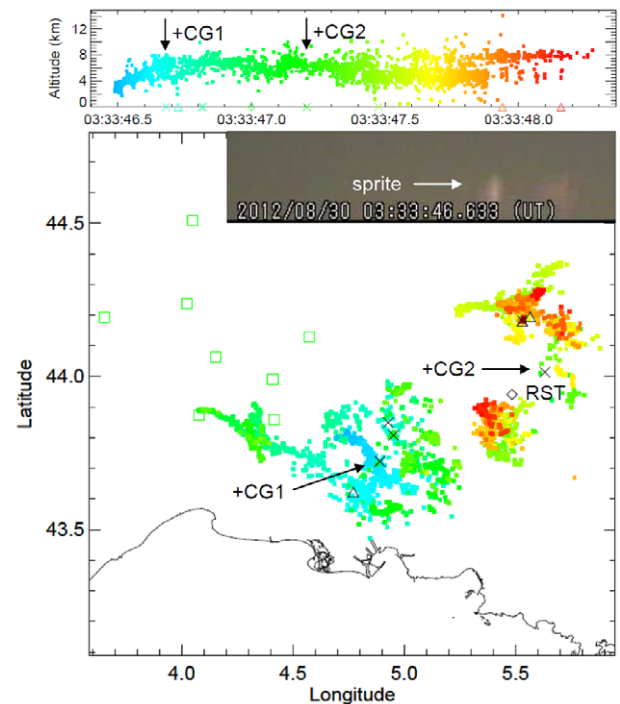 +CG1 +CG2
Altitude (km)
12
8
4
0
03:33:46.5 03:33:47.0 03:33:47.5 03:33:48.0
sprite
2012/08/30 03:33:46.633 (UT)
44.5
44.0
43.5
Latitude
+CG2
RST
+CG1
4.0 4.5 5.0 5.5
Longitude